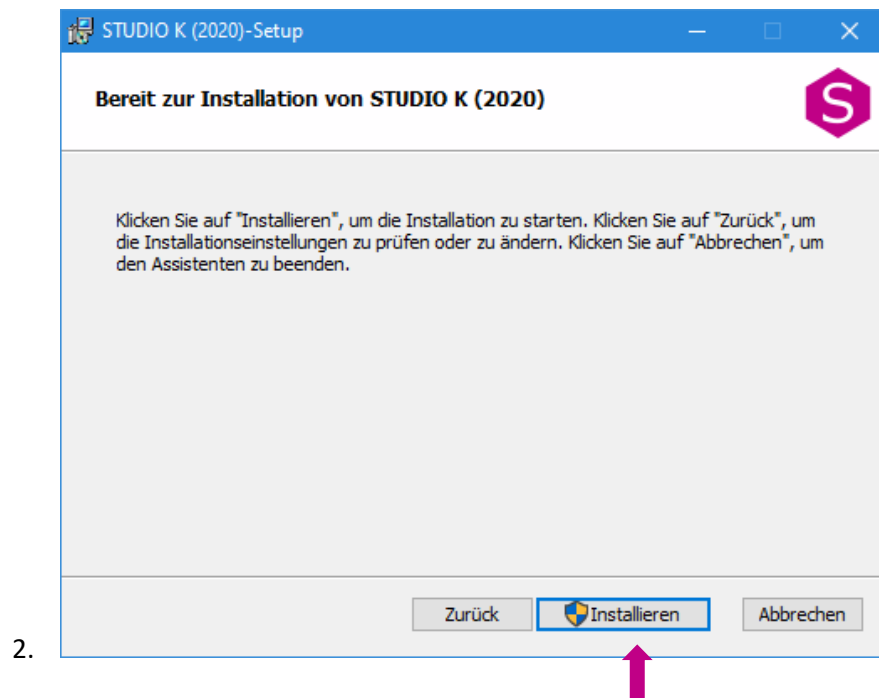 STUDIO K (2020)-Setup
Bereit zur Installation von STUDIO K (2020)
S
Klicken Sie auf "Installieren", um die Installation zu starten. Klicken Sie auf "Zurück", um
die Installationseinstellungen zu prüfen oder zu ändern. Klicken Sie auf "Abbrechen", um
den Assistenten zu beenden.
Zurück Installieren Abbrechen
2.